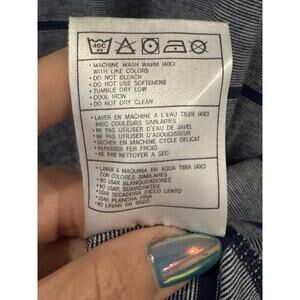 40C
• MACHINE WASH WARM (40C)
WITH LIKE COLORS
• DO NOT BLEACH
• DO NOT USE SOFTENERS
• TUMBLE DRY LOW
• COOL IRON
• DO NOT DRY CLEAN
• LAVER EN MACHINE A L'EAU TIEDE (40C)
AVEC COULEURS SIMILAIRES
• NE PAS UTILISER D'EAU DE JAVEL
• NE PAS UTILISER D'ADOUCISSEUR
• SECHER EN MACHINE CYCLE DELICAT
• REPASSER FER FROID
• NE PAS NETTOYER A SEC
• LAVAR A MAQUINA EN AGUA TIBIA (40C)
CON COLORES SIMILARES
• NO USAR BLANQUEADORES
• NO USAR SUAVIZANTES
• USAR SECADORA CICLO LENTO
• USAR PLANCHA FRIA
• NO LAVAR EN SECO